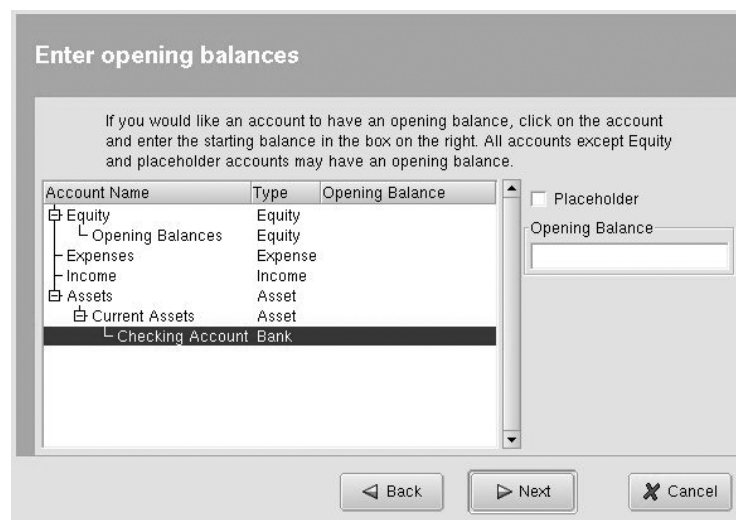 Enter opening balances
If you would like an account to have an opening balance, click on the account
and enter the starting balance in the box on the right. All accounts except Equity
and placeholder accounts may have an opening balance.
Account Name Type Opening Balance
Equity Equity
Opening Balances Equity
Expenses Expense
Income Income
Assets Asset
Current Assets Asset
Checking Account Bank
Placeholder
Opening Balance
Back Next Cancel